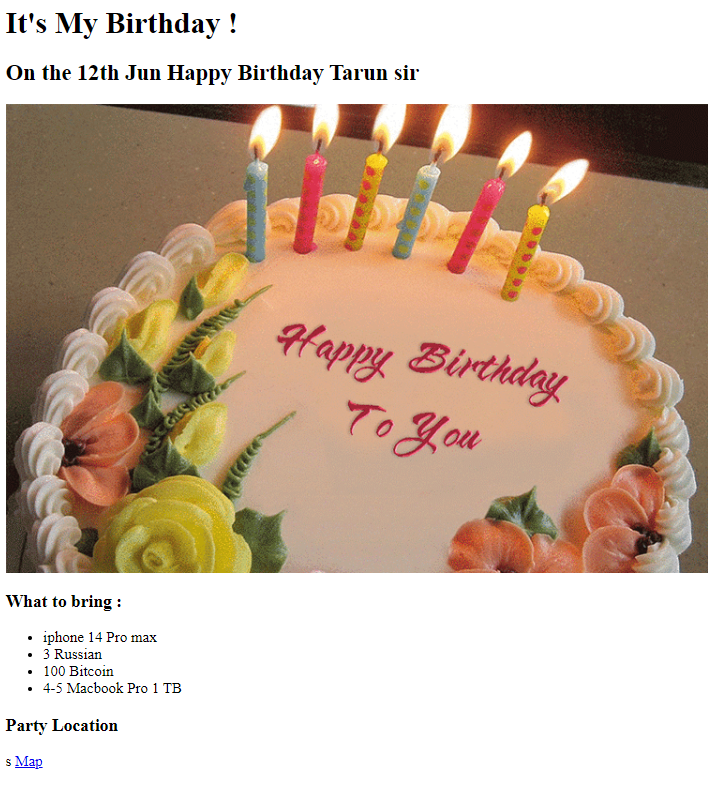 It's My Birthday !
On the 12th Jun Happy Birthday Tarun sir
Happy Birthday
To You
What to bring :
iphone 14 Pro max
3 Russian
100 Bitcoin
4-5 Macbook Pro 1 TB
Party Location
s Map